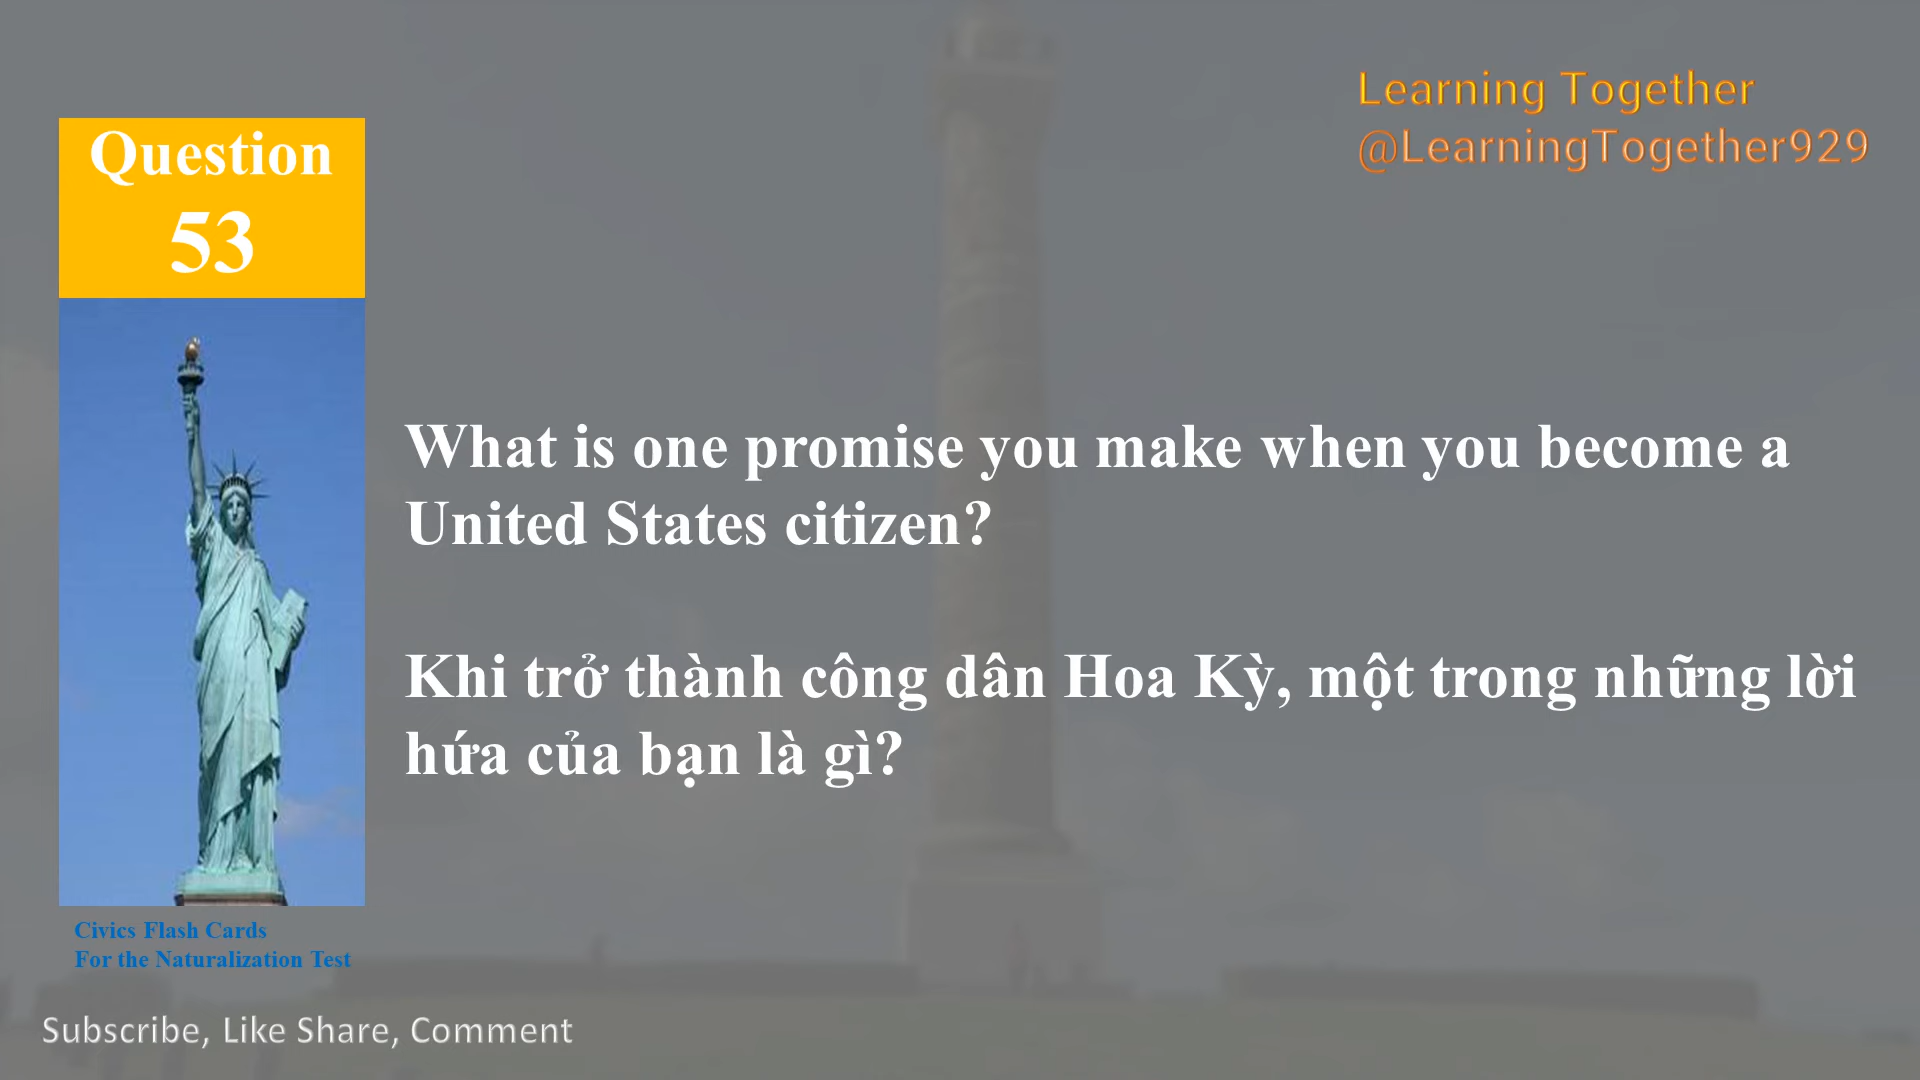 Learning Together
@LearningTogether929
Question
53
What is one promise you make when you become a
United States citizen?
Khi trở thành công dân Hoa Kỳ, một trong những lời
hứa của bạn là gì?
Civics Flash Cards
For the Naturalization Test
Subscribe, Like Share, Comment